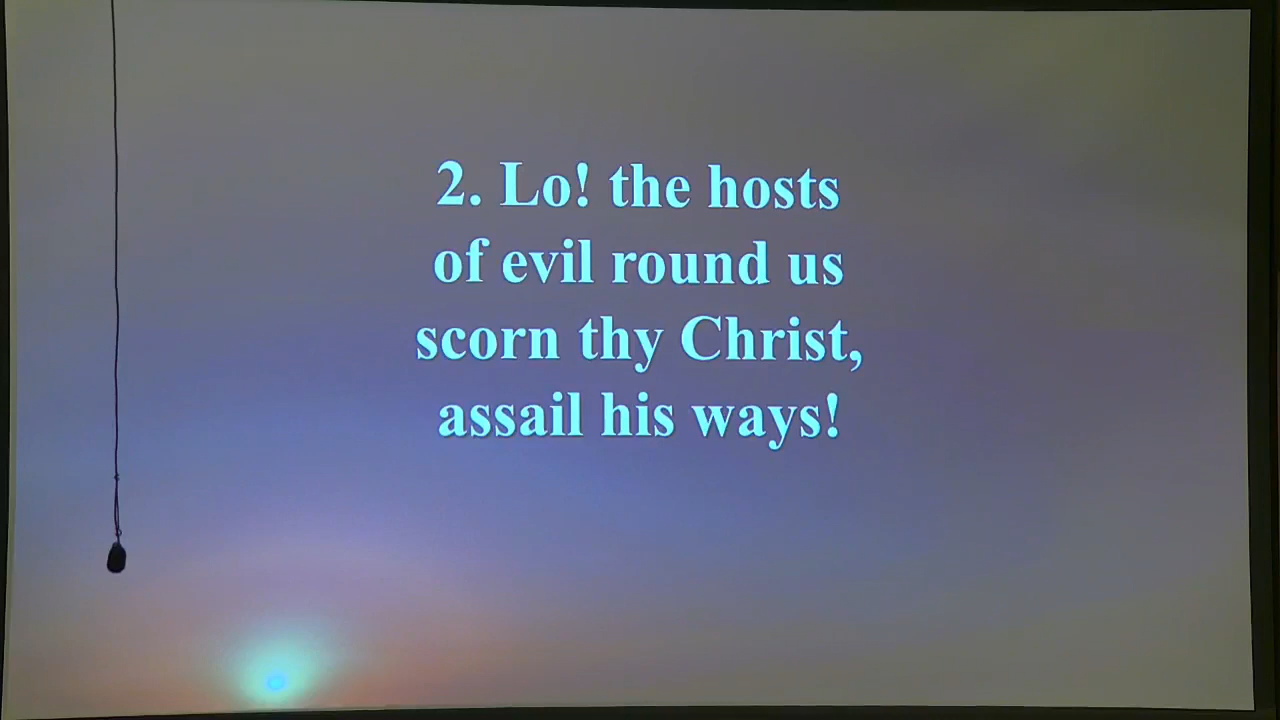 2. Lo! the hosts
of evil round us
scorn thy Christ,
assail his ways!